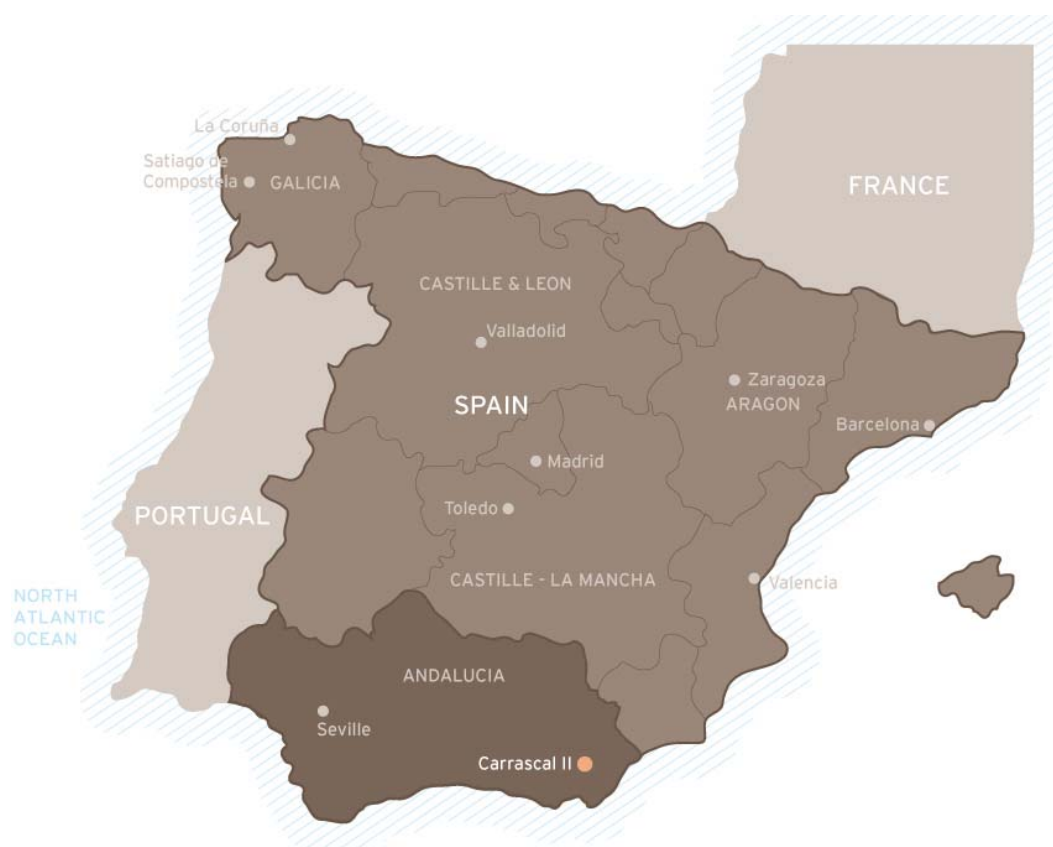 La Coruña
Satiago de
Compostela
GALICIA
FRANCE
CASTILLE & LEON
Valladolid
SPAIN
Zaragoza
ARAGON
Barcelona
Madrid
Toledo
PORTUGAL
CASTILLE - LA MANCHA
Valencia
NORTH
ATLANTIC
OCEAN
ANDALUCIA
Seville
Carrascal II